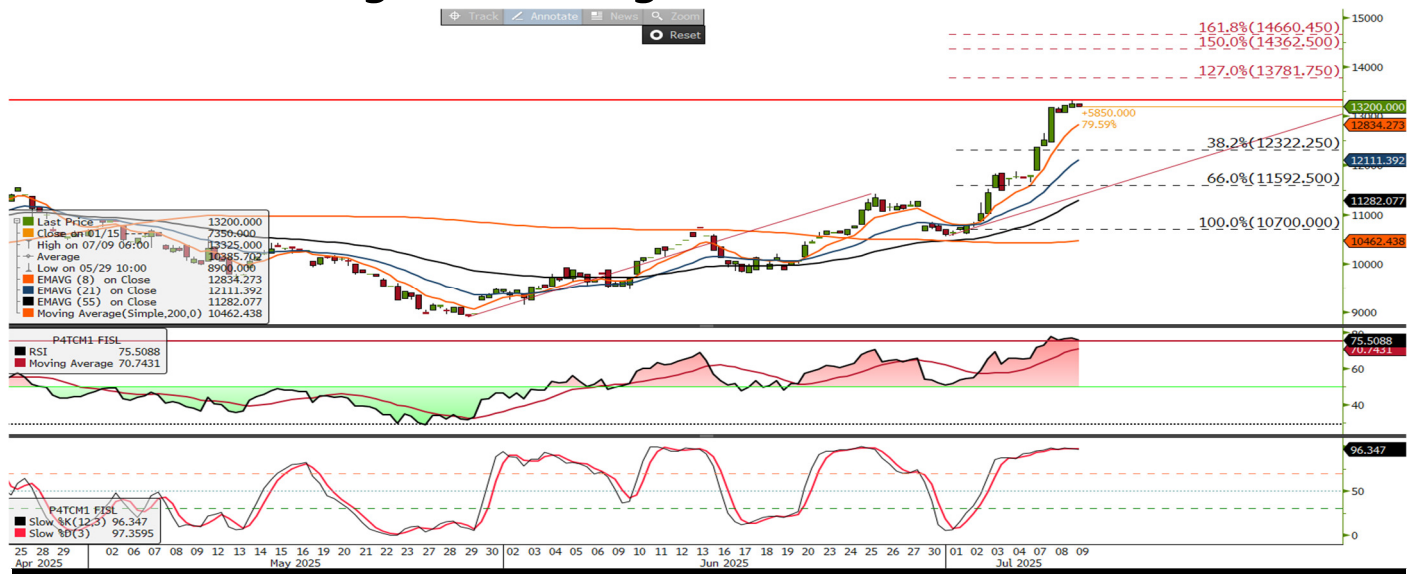 Track Annotate News Zoom
Reset
161.8%(14660.450)
150.0%(14362.500)
127.0%(13781.750)
+5850.000
79.59%
38.2%(12322.250)
66.0%(11592.500)
100.0%(10700.000)
15000
14000
13200.000
13000
12834.273
12111.392
11282.077
11000
10462.438
10000
9000
Last Price 13200.000
Close on 01/15 7350.000
High on 07/09 06:00 13325.000
Average 10385.702
Low on 05/29 10:00 8900.000
EMAVG (8) on Close 12834.273
EMAVG (21) on Close 12111.392
EMAVG (55) on Close 11282.077
Moving Average(Simple,200,0) 10462.438
P4TCM1 FISL
RSI 75.5088
Moving Average 70.7431
80
75.5088
70.7431
60
40
P4TCM1 FISL
Slow %K(12,3) 96.347
Slow %D(3) 97.3595
96.347
50
0
25 28 29 02 06 07 08 09 12 13 14 15 16 19 20 21 22 23 27 28 29 30 02 03 04 05 06 09 10 11 12 13 16 17 18 19 20 23 24 25 26 27 30 01 02 03 04 07 08 09
Apr 2025 May 2025 Jun 2025 Jul 2025